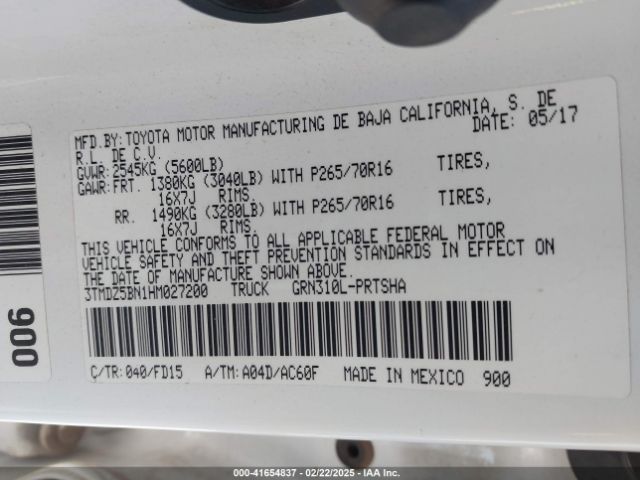 MFD.BY:TOYOTA MOTOR MANUFACTURING DE BAJA CALIFORNIA, S. DE
R.L. DE C.V. DATE: 05/17
GVWR:2545KG (5600LB)
GAWR:FRT. 1380KG (3040LB) WITH P265/70R16 TIRES,
16X7J RIMS.
RR. 1490KG (3280LB) WITH P265/70R16 TIRES,
16X7J RIMS.
THIS VEHICLE CONFORMS TO ALL APPLICABLE FEDERAL MOTOR
VEHICLE SAFETY AND THEFT PREVENTION STANDARDS IN EFFECT ON
THE DATE OF MANUFACTURE SHOWN ABOVE.
3TMDZ5BN1HM027200 TRUCK GRN310L-PRTSHA
C/TR:040/FD15 A/TM:A04D/AC60F MADE IN MEXICO 900
900
000-41654837 - 02/22/2025 - IAAI.COM